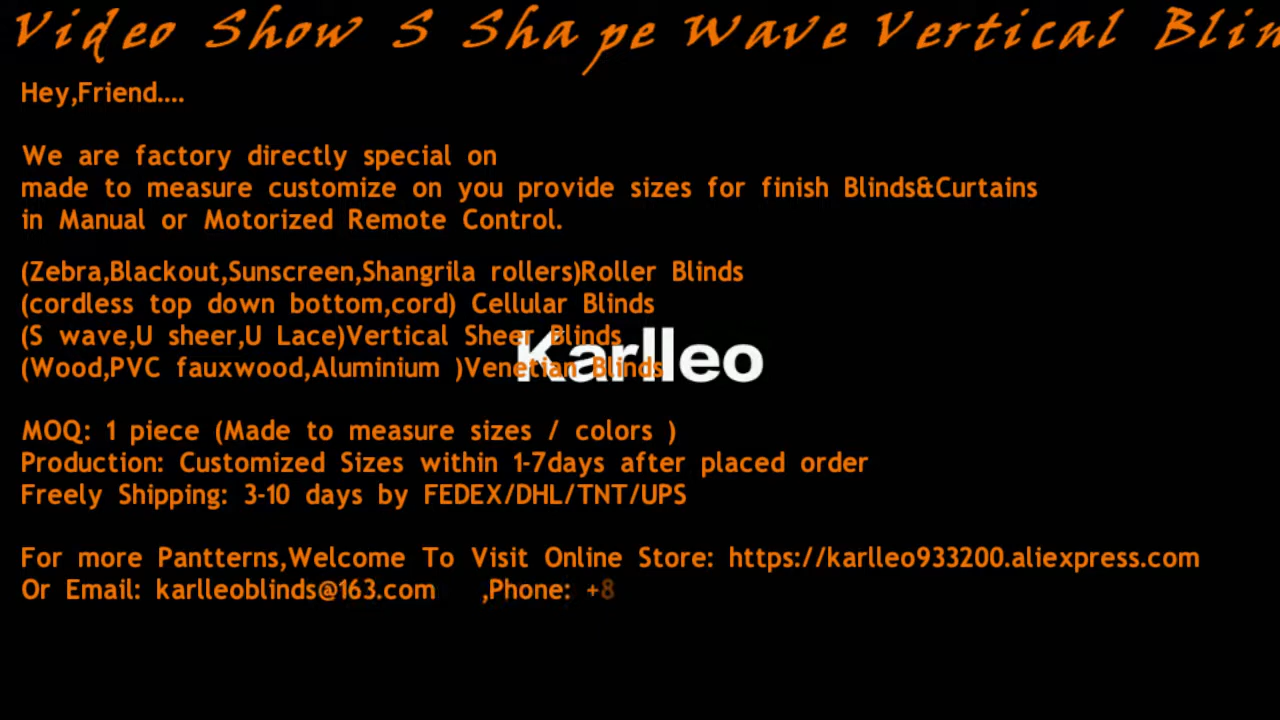 Video Show S Shape Wave Vertical Blin
Hey,Friend....
We are factory directly special on
made to measure customize on you provide sizes for finish Blinds&Curtains
in Manual or Motorized Remote Control.
(Zebra,Blackout,Sunscreen,Shangrila rollers)Roller Blinds
(cordless top down bottom,cord) Cellular Blinds
(S wave,U sheer,U Lace)Vertical Sheer Blinds
Karlleo
(Wood,PVC fauxwood,Aluminium )Venetian Blinds
MOQ: 1 piece (Made to measure sizes / colors )
Production: Customized Sizes within 1-7days after placed order
Freely Shipping: 3-10 days by FEDEX/DHL/TNT/UPS
For more Pantterns,Welcome To Visit Online Store: https://karlleo933200.aliexpress.com
Or Email: karlleoblinds@163.com ,Phone: +8